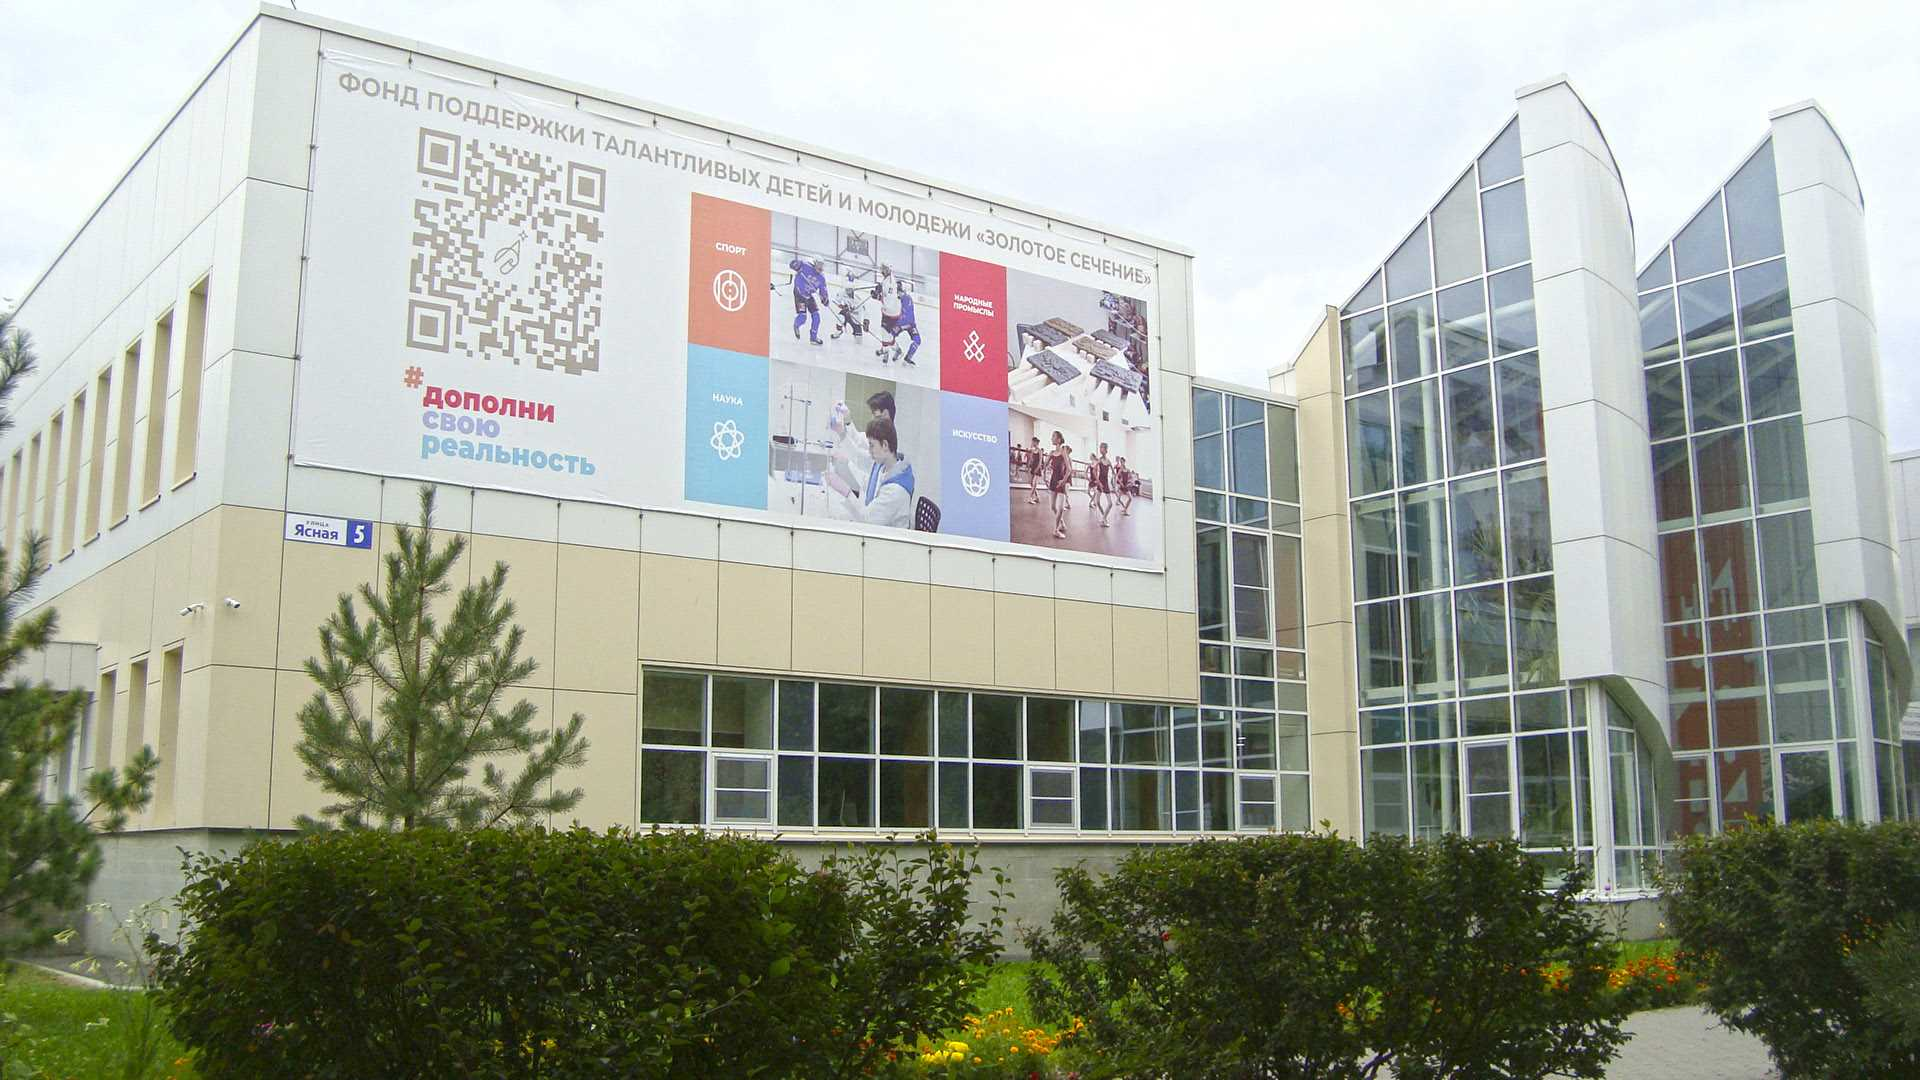 ФОНД ПОДДЕРЖКИ ТАЛАНТЛИВЫХ ДЕТЕЙ И МОЛОДЕЖИ «ЗОЛОТОЕ СЕЧЕНИЕ»
#дополни
свою
реальность
СПОРТ
НАРОДНЫЕ
ПРОМЫСЛЫ
НАУКА
ИСКУССТВО
УЛИЦА
Ясная 5